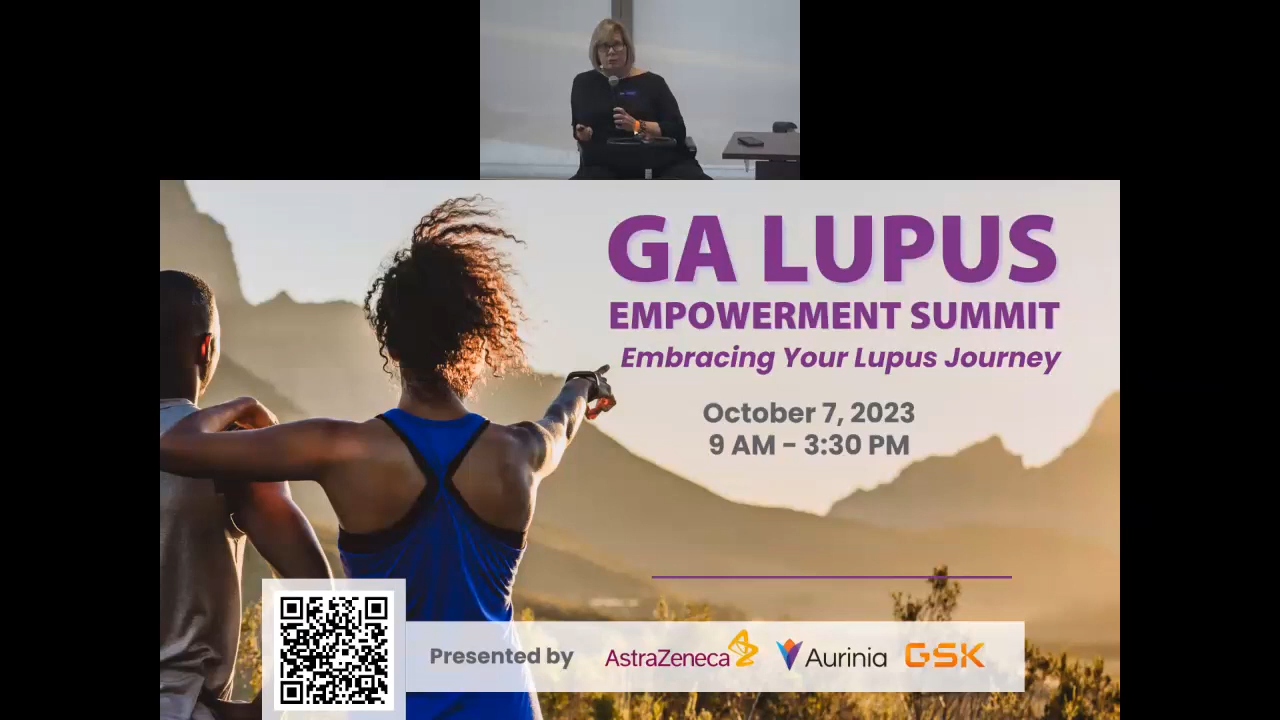 GA LUPUS
EMPOWERMENT SUMMIT
Embracing Your Lupus Journey
October 7, 2023
9 AM - 3:30 PM
Presented by AstraZeneca Aurinia GSK